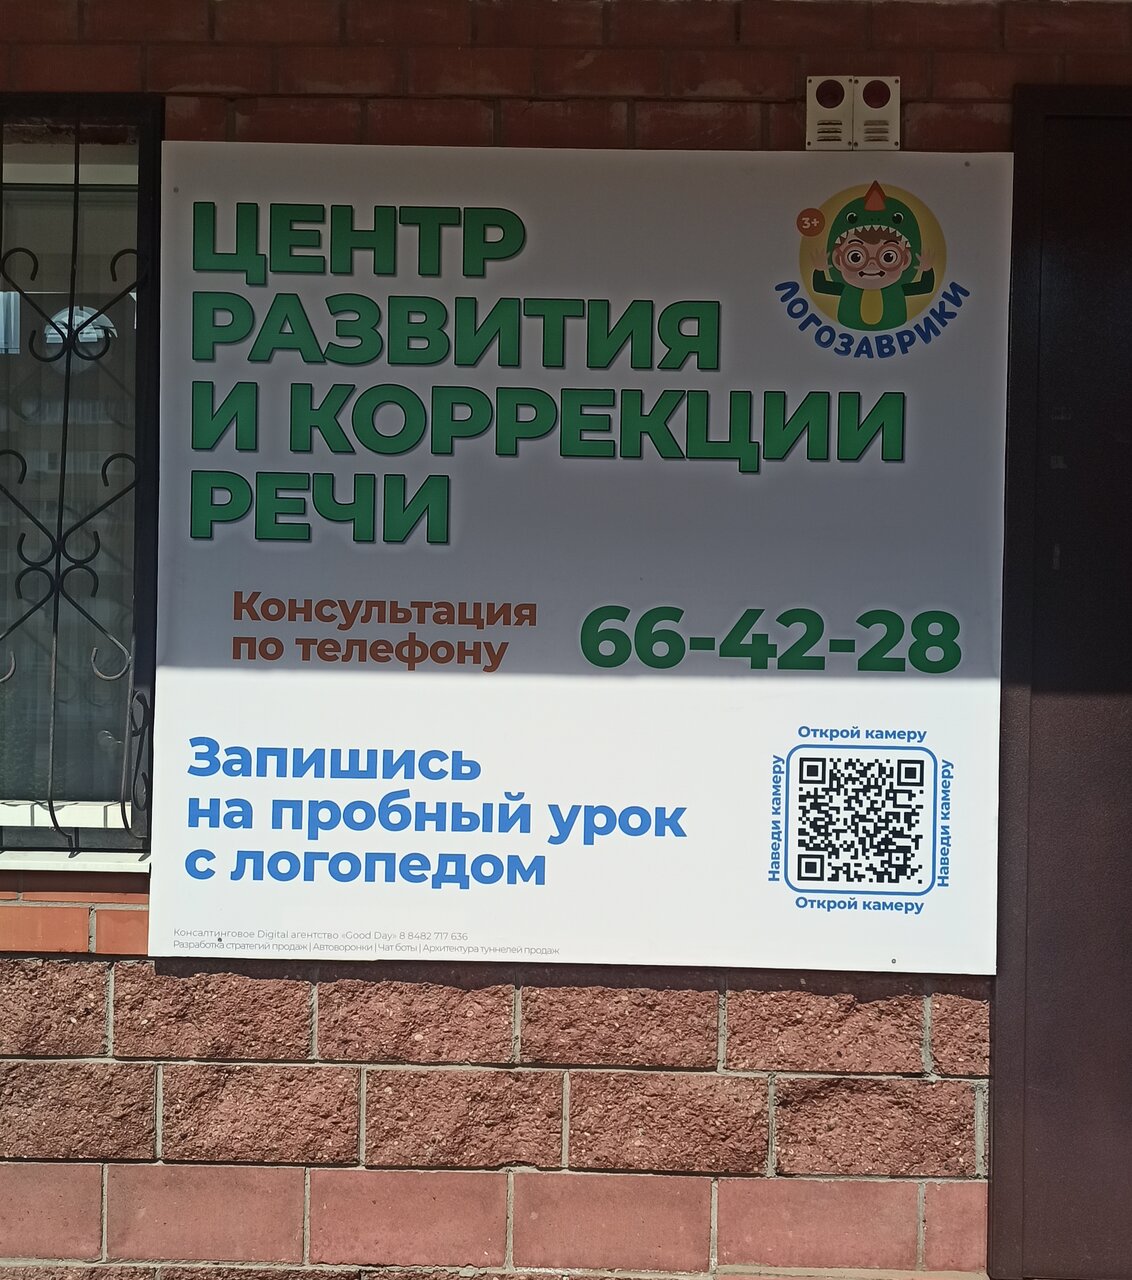 ЦЕНТР
РАЗВИТИЯ
И КОРРЕКЦИИ
РЕЧИ
3+
ЛОГОЗАВРИКИ
Консультация
по телефону
66-42-28
Запишись
на пробный урок
с логопедом
Открой камеру
Наведи камеру
Наведи камеру
Открой камеру
Консалтинговое Digital агентство «Good Day» 8 8482 717 636
Разработка стратегий продаж | Автоворонки | Чат боты | Архитектура туннелей продаж